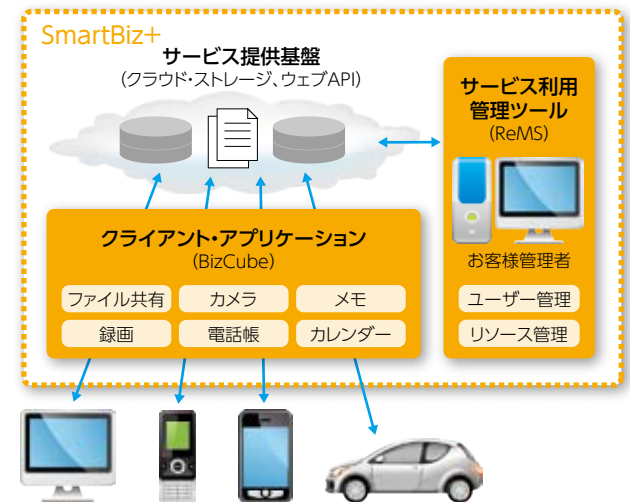 SmartBiz+
サービス提供基盤
(クラウド・ストレージ、ウェブAPI)
サービス利用
管理ツール
(ReMS)
お客様管理者
ユーザー管理
リソース管理
クライアント・アプリケーション
(BizCube)
ファイル共有
カメラ
メモ
録画
電話帳
カレンダー